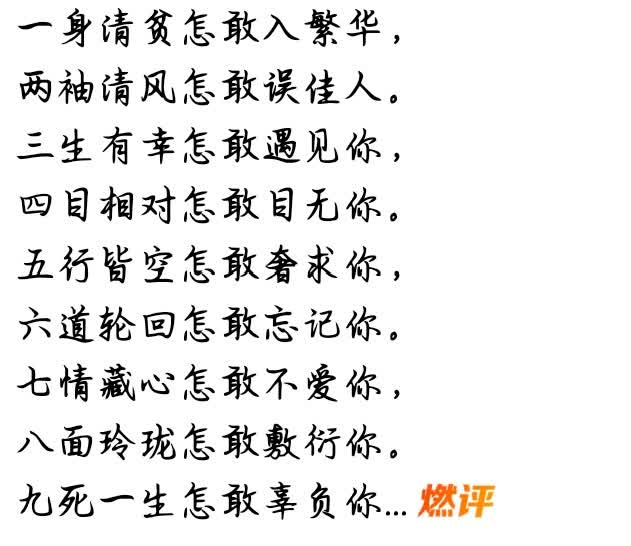 一身清贫怎敢入繁华，
两袖清风怎敢误佳人。
三生有幸怎敢遇见你，
四目相对怎敢目无你。
五行皆空怎敢奢求你，
六道轮回怎敢忘记你。
七情藏心怎敢不爱你，
八面玲珑怎敢敷衍你。
九死一生怎敢辜负你... 燃评